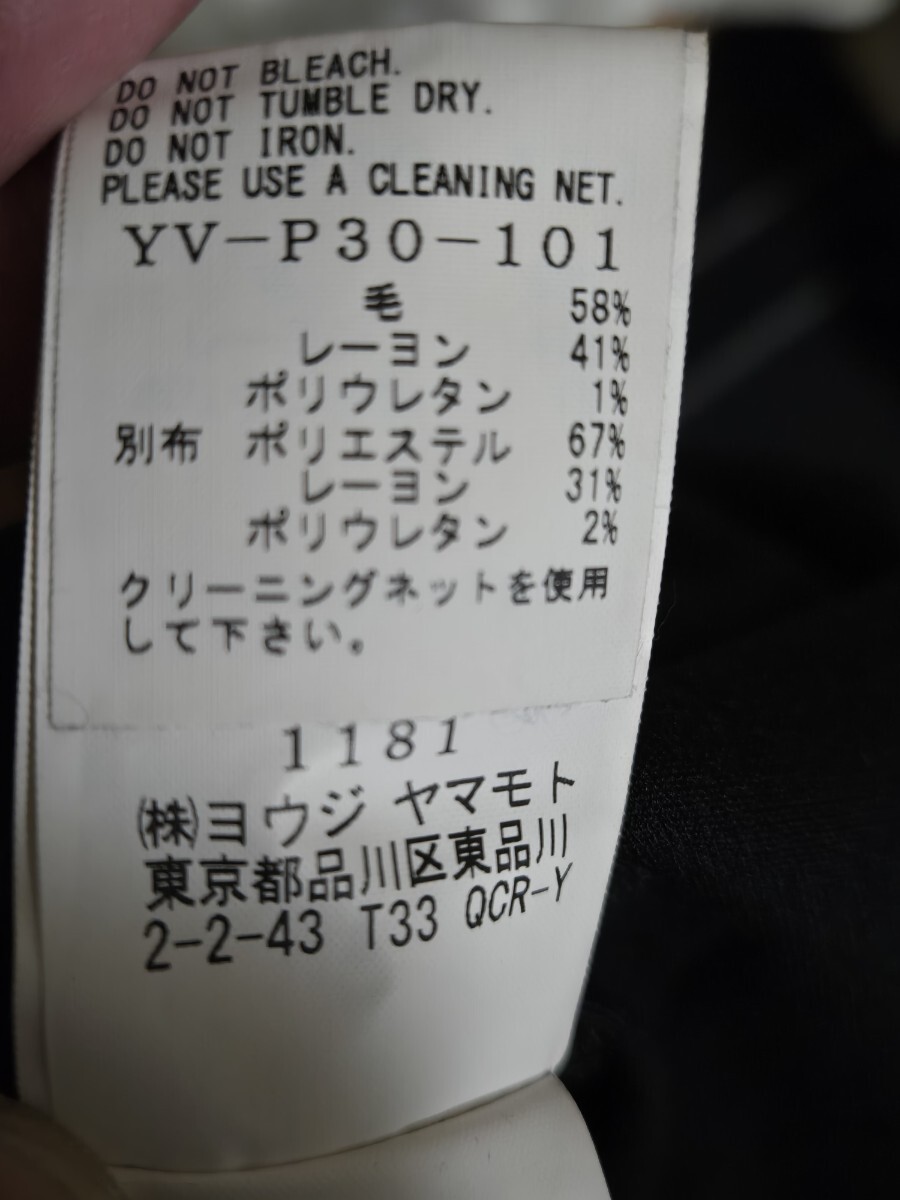 DO NOT BLEACH.
DO NOT TUMBLE DRY.
DO NOT IRON.
PLEASE USE A CLEANING NET.
YV-P30-101
毛 58%
レーヨン 41%
ポリウレタン 1%
別布 ポリエステル 67%
レーヨン 31%
ポリウレタン 2%
クリーニングネットを使用
して下さい。
1181
㈱ヨウジ ヤマモト
東京都品川区東品川
2-2-43 T33 QCR-Y